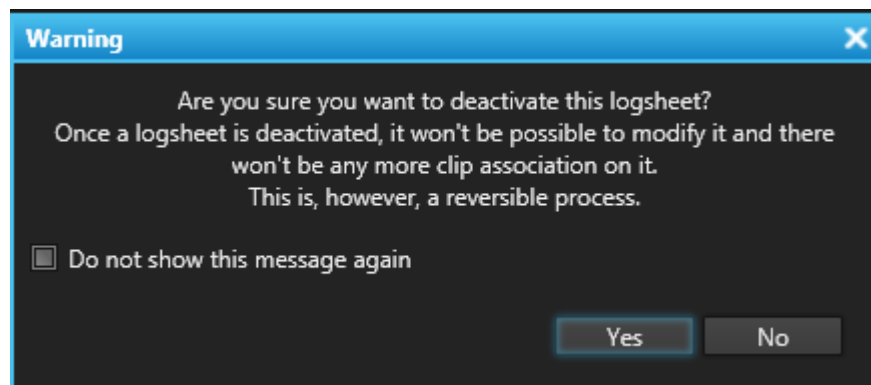 Warning
Are you sure you want to deactivate this logsheet?
Once a logsheet is deactivated, it won't be possible to modify it and there
won't be any more clip association on it.
This is, however, a reversible process.
Do not show this message again
Yes No